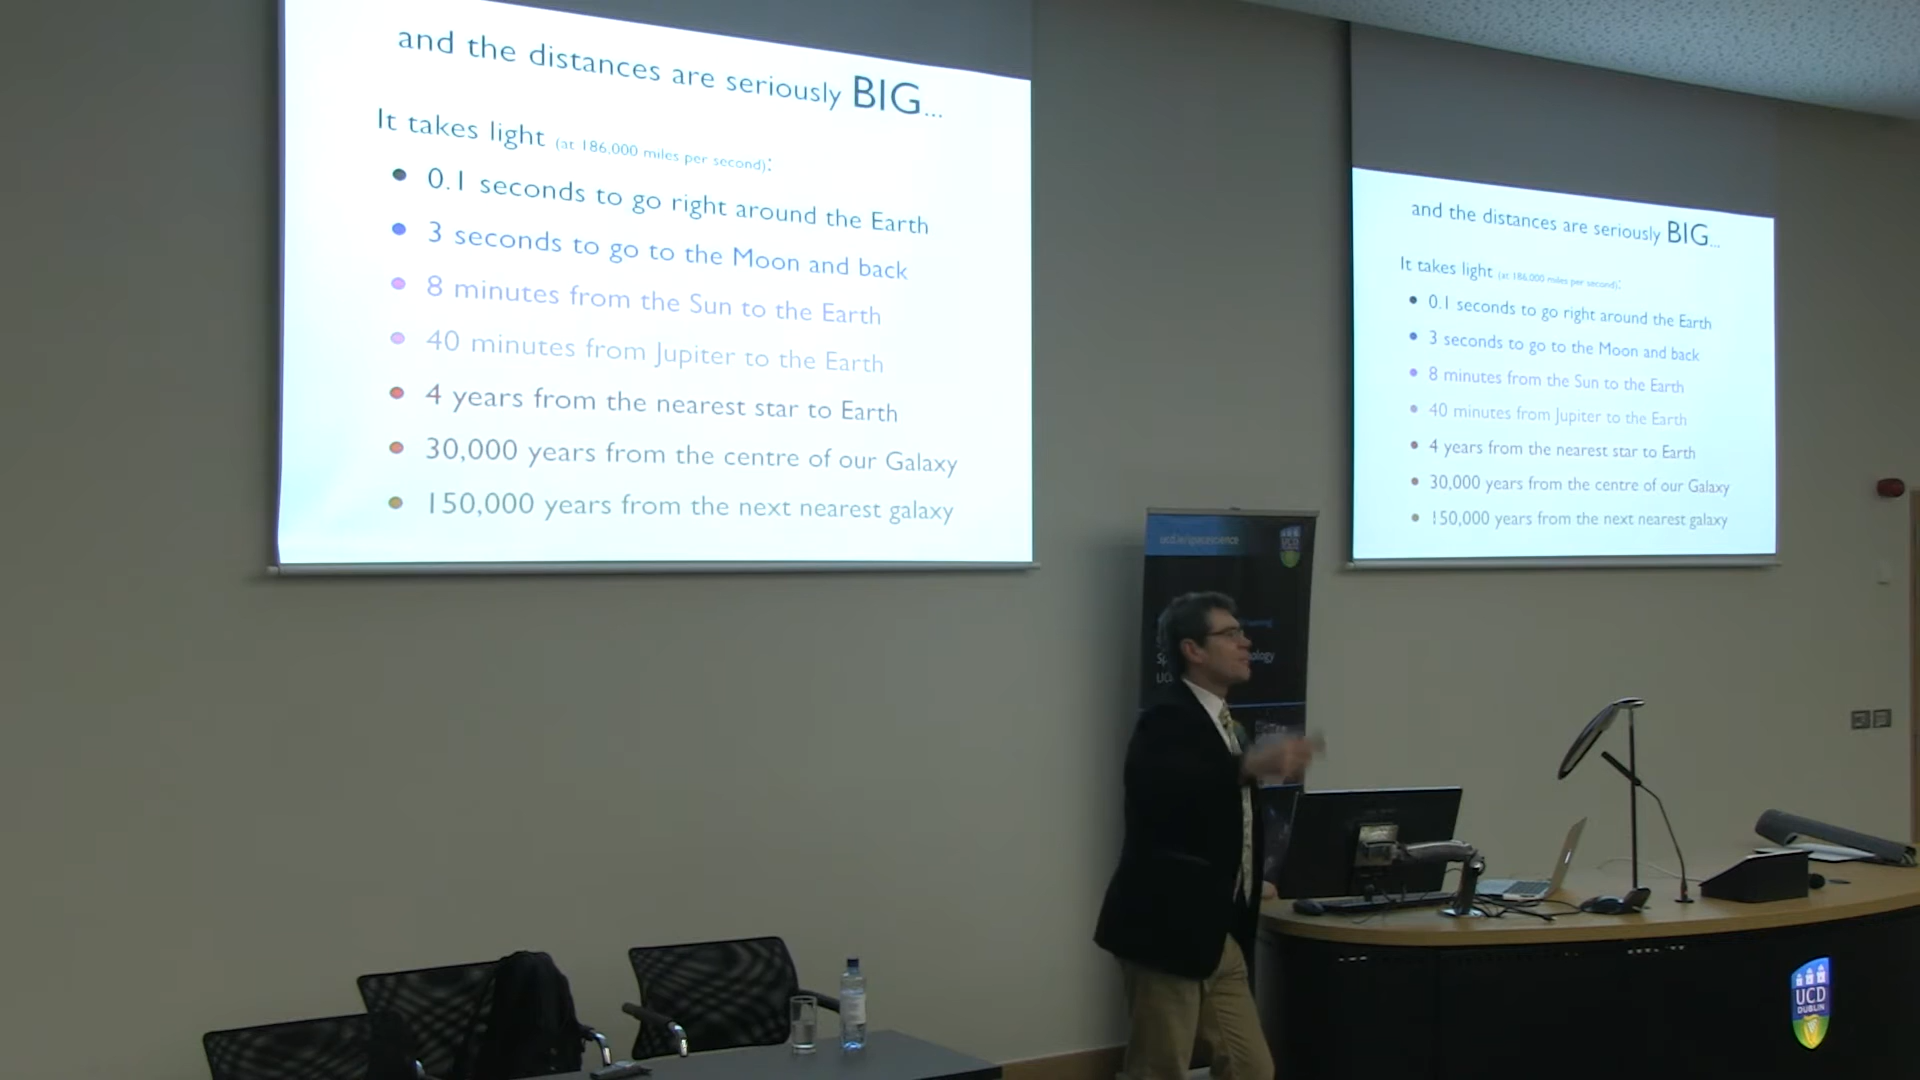 and the distances are seriously BIG...
It takes light (at 186,000 miles per second):
• 0.1 seconds to go right around the Earth
• 3 seconds to go to the Moon and back
• 8 minutes from the Sun to the Earth
• 40 minutes from Jupiter to the Earth
• 4 years from the nearest star to Earth
• 30,000 years from the centre of our Galaxy
• 150,000 years from the next nearest galaxy
and the distances are seriously BIG...
It takes light (at 186,000 miles per second):
• 0.1 seconds to go right around the Earth
• 3 seconds to go to the Moon and back
• 8 minutes from the Sun to the Earth
• 40 minutes from Jupiter to the Earth
• 4 years from the nearest star to Earth
• 30,000 years from the centre of our Galaxy
• 150,000 years from the next nearest galaxy
ucd.ie/spacescience
UCD
UCD
DUBLIN